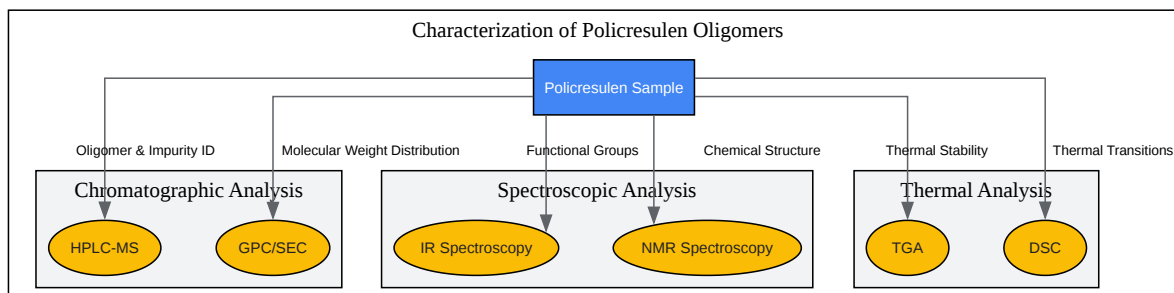 Characterization of Policresulen Oligomers
Policresulen Sample
Oligomer & Impurity ID
Molecular Weight Distribution
Functional Groups
Chemical Structure
Thermal Stability
Thermal Transitions
Chromatographic Analysis
Spectroscopic Analysis
Thermal Analysis
HPLC-MS
GPC/SEC
IR Spectroscopy
NMR Spectroscopy
TGA
DSC